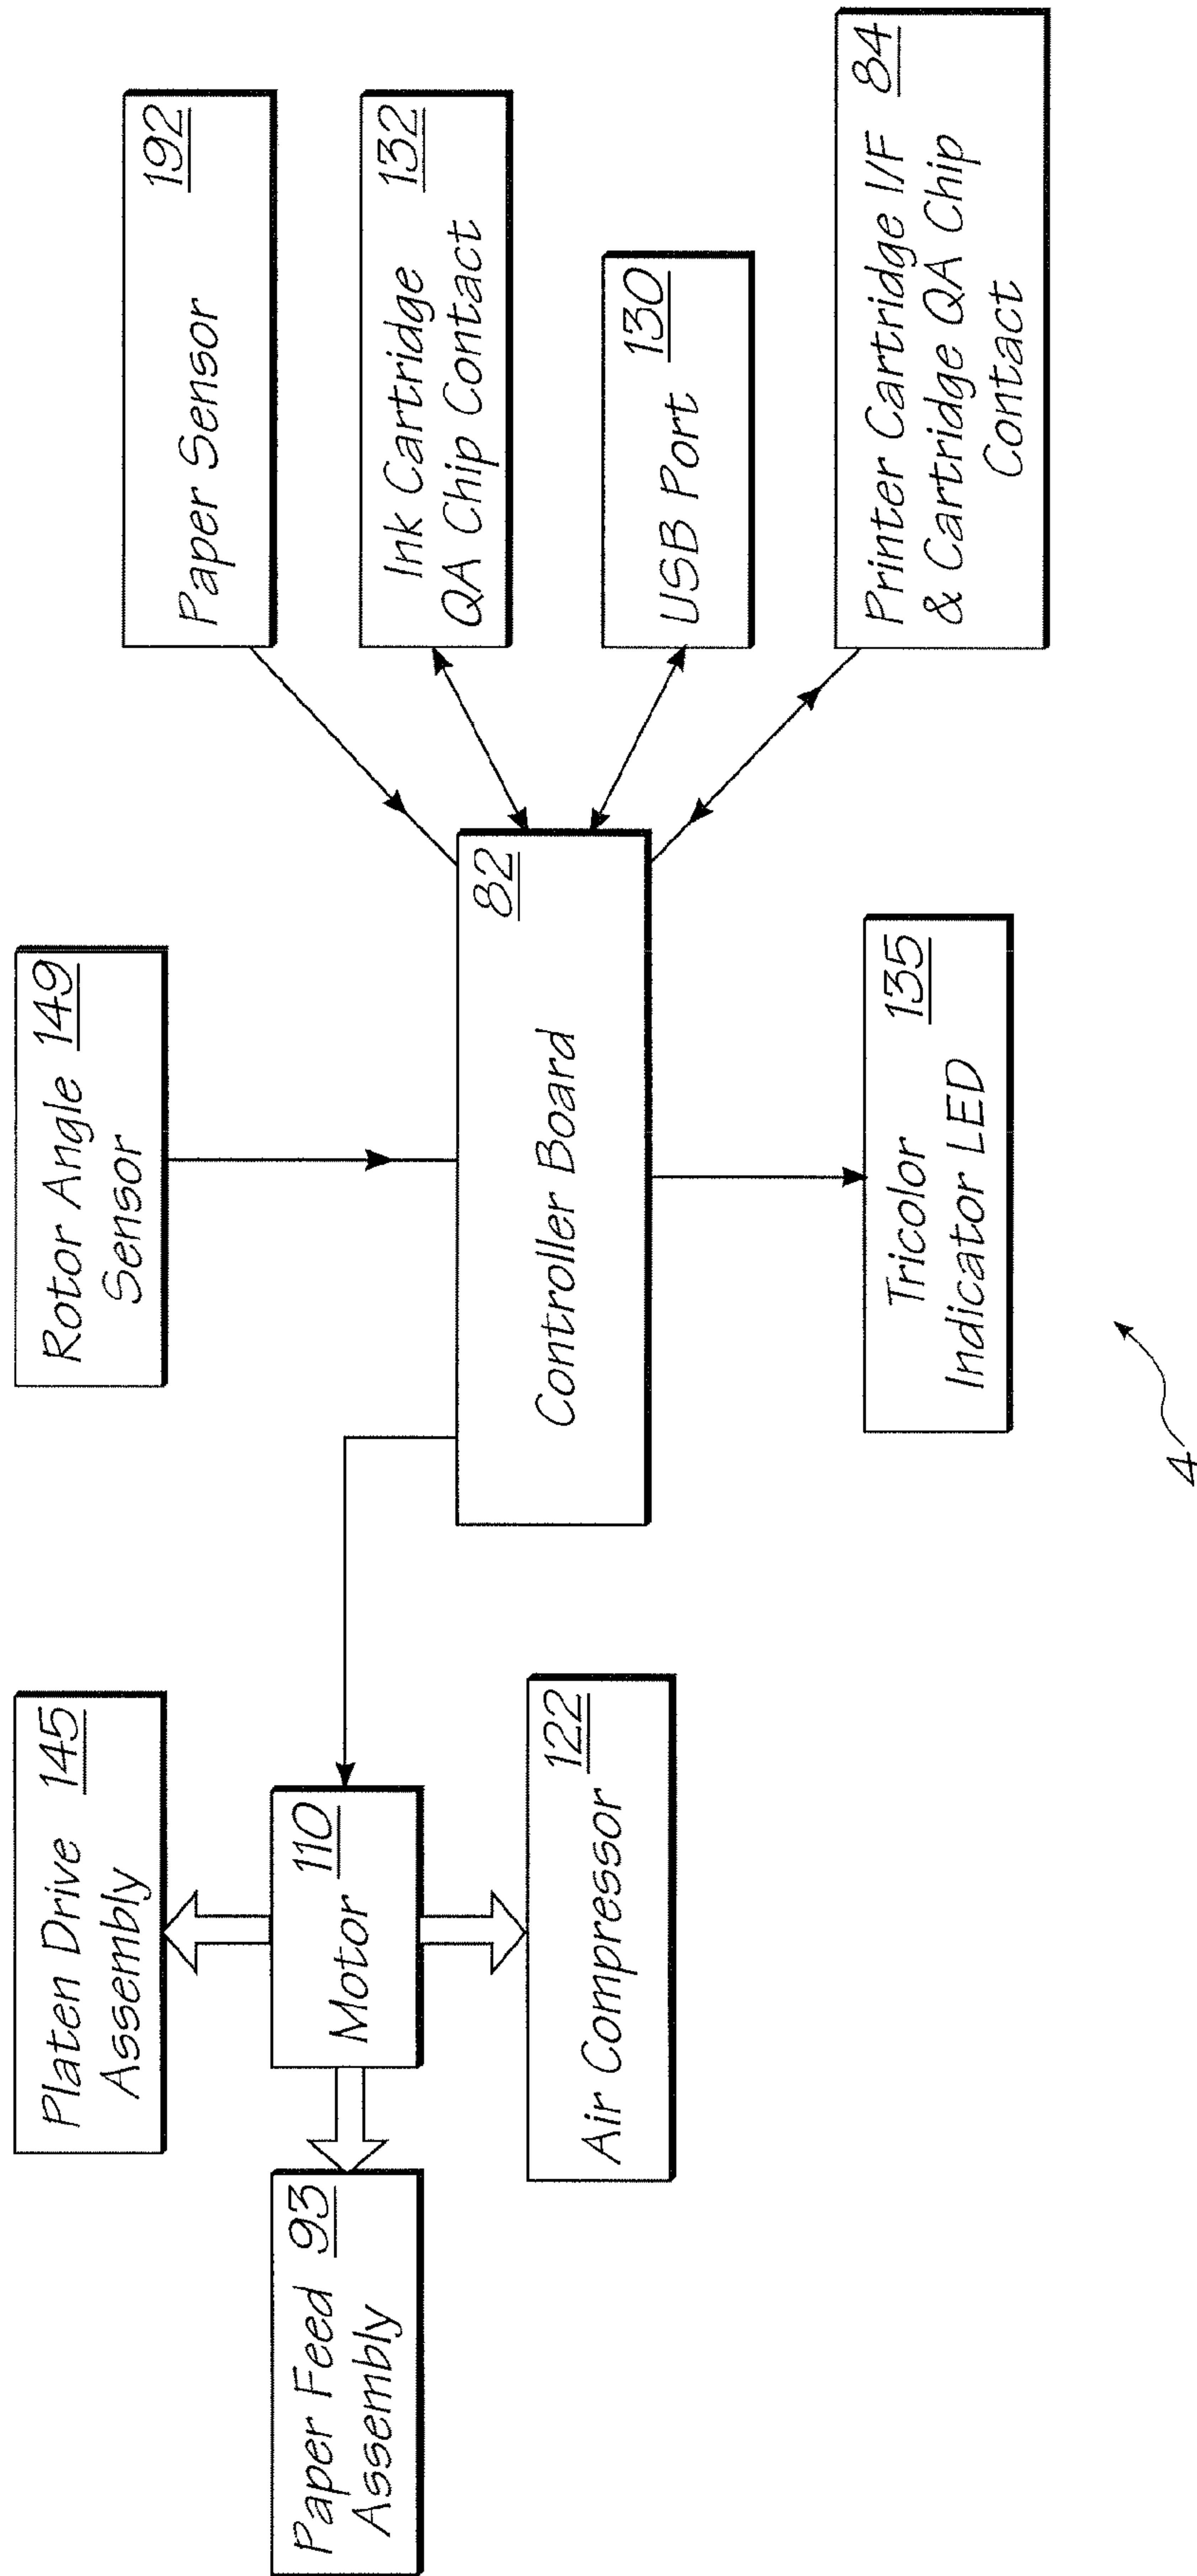 Platen Drive 145
Assembly
Rotor Angle 149
Sensor
Paper Sensor 192
Paper Feed 93
Assembly
Motor 110
Ink Cartridge 132
QA Chip Contact
Controller Board 82
Air Compressor 122
USB Port 130
Tricolor 135
Indicator LED
Printer Cartridge I/F 84
& Cartridge QA Chip
Contact
4